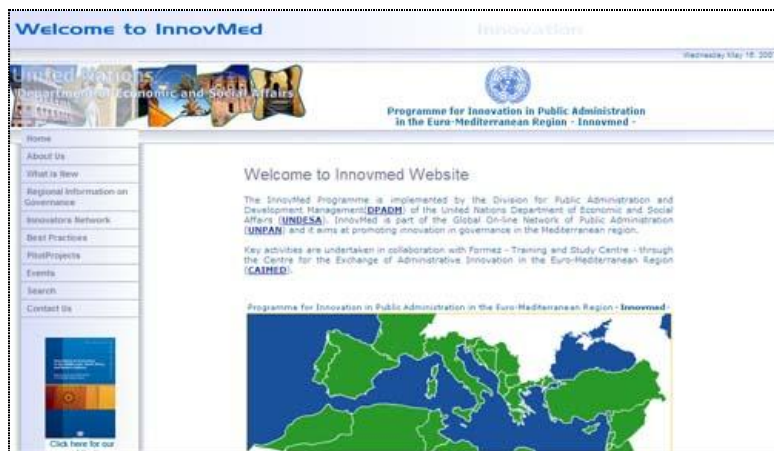 Welcome to InnovMed
Innovation
Wednesday May 16, 200
United Nations
Department of Economic and Social Affairs
Programme for Innovation in Public Administration
in the Euro-Mediterranean Region - Innovmed -
Home
About Us
What is New
Regional Information on
Governance
Innovators Network
Best Practices
PilotProjects
Events
Search
Contact Us
Welcome to Innovmed Website
The InnovMed Programme is implemented by the Division for Public Administration and
Development Management(DPADM) of the United Nations Department of Economic and Social
Affairs (UNDESA). InnovMed is part of the Global On-line Network of Public Administration
(UNPAN) and it aims at promoting innovation in governance in the Mediterranean region.
Key activities are undertaken in collaboration with Formez - Training and Study Centre - through
the Centre for the Exchange of Administrative Innovation in the Euro-Mediterranean Region
(CAIMED).
Programme for Innovation in Public Administration in the Euro-Mediterranean Region - Innovmed -
Click here for our